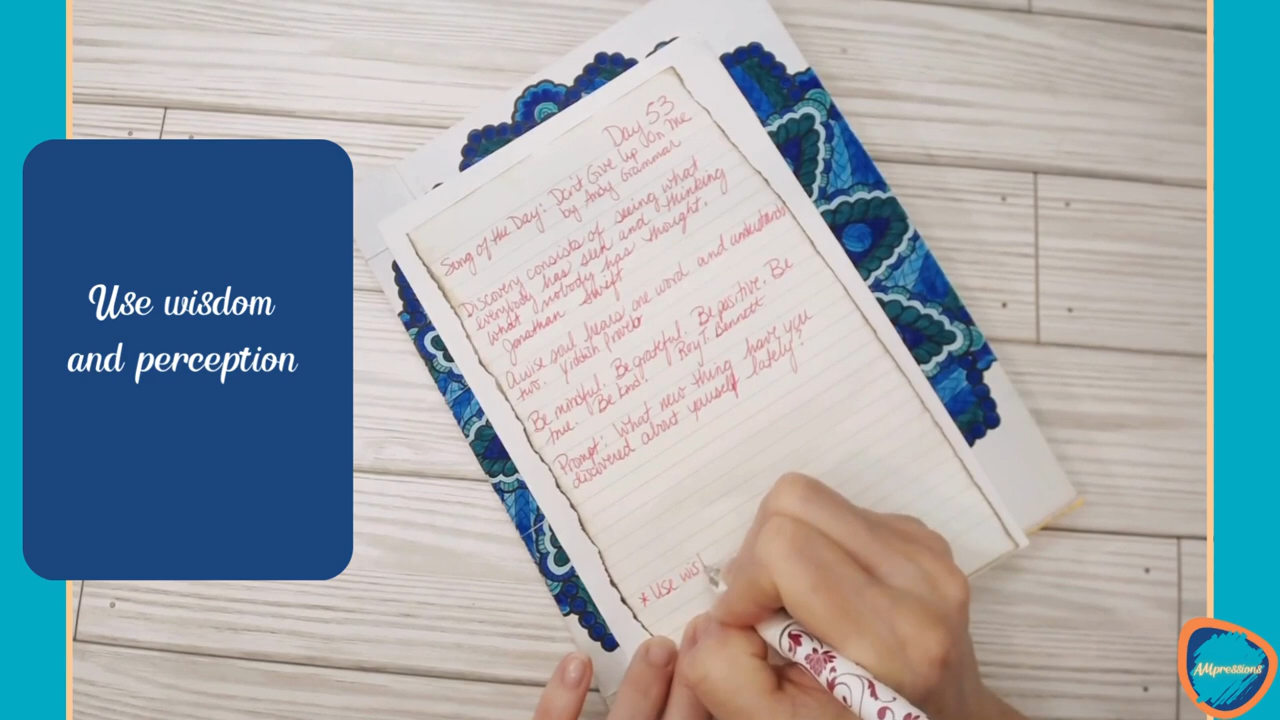 Use wisdom
and perception
Day 53
Song of the Day: Don't Give Up On Me
by Andy Grammar
Discovery consists of seeing what
everybody has seen and thinking
what nobody has thought.
Jonathan Swift
A wise soul hears one word and understands
two. Yiddish Proverb
Be mindful. Be grateful. Be positive. Be
true. Be kind. Roy T. Bennett
Prompt: What new thing have you
discovered about yourself lately?
* Use wis
AMpressions